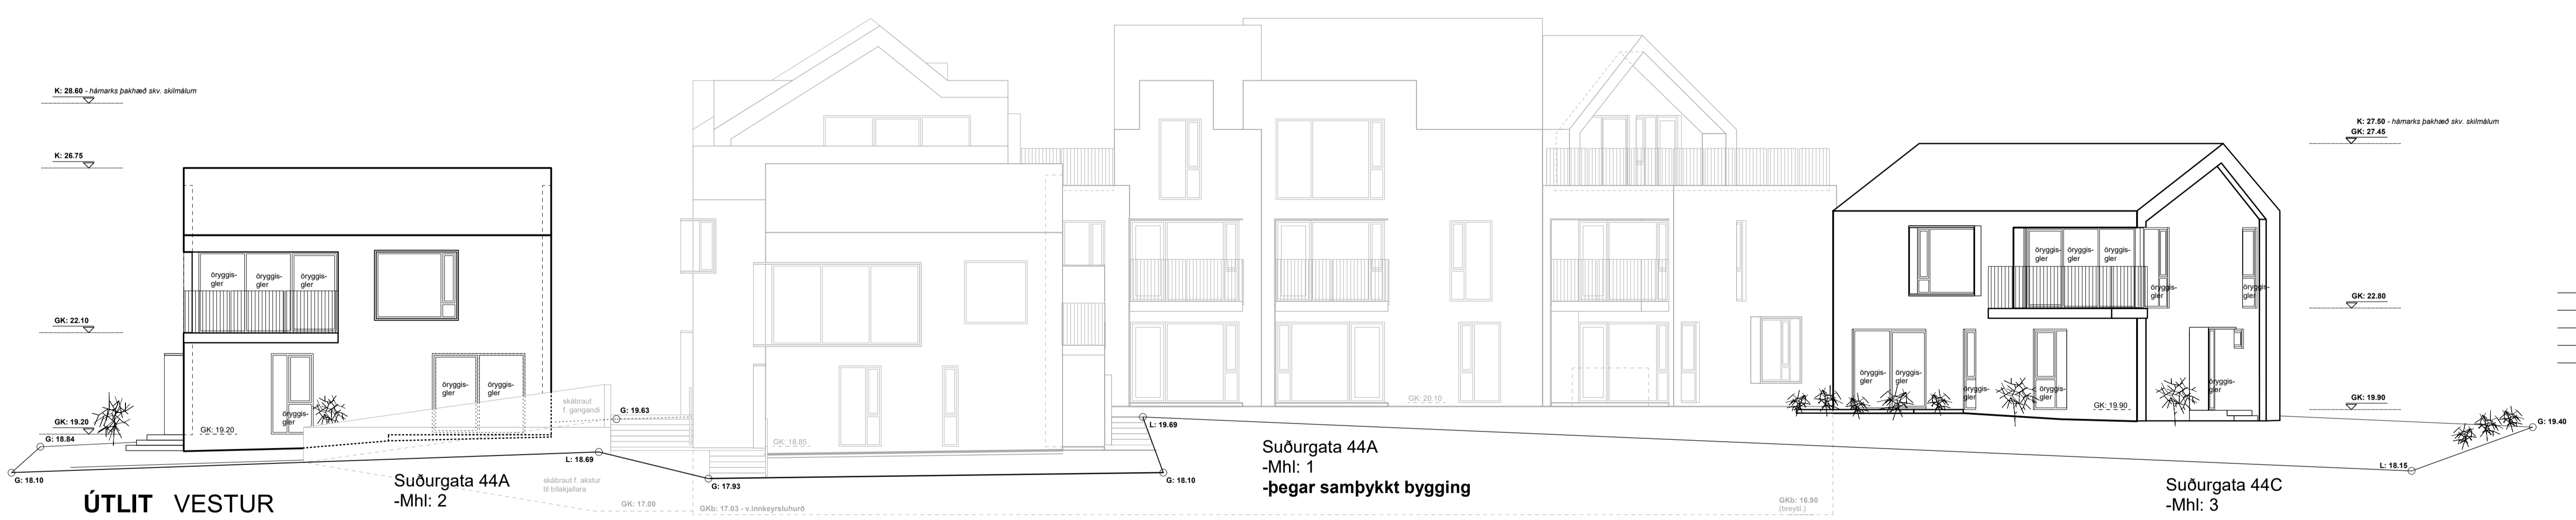 K: 28.60 - hámarks þakhæð skv. skilmálum
K: 26.75
GK: 22.10
GK: 19.20
G: 18.84
G: 18.10
öryggis-
gler
öryggis-
gler
öryggis-
gler
öryggis-
gler
öryggis-
gler
öryggis-
gler
GK: 19.20
skábraut
f. gangandi
G: 19.63
L: 18.69
skábraut f. akstur
til bílakjallara
GK: 17.00
G: 17.93
GKb: 17.03 - v.innkeyrsluhurð
GK: 18.85
ÚTLIT VESTUR
Suðurgata 44A
-Mhl: 2
L: 19.69
G: 18.10
Suðurgata 44A
-Mhl: 1
-þegar samþykkt bygging
GK: 20.10
GKb: 16.90
(breytil.)
öryggis-
gler
öryggis-
gler
öryggis-
gler
öryggis-
gler
öryggis-
gler
öryggis-
gler
öryggis-
gler
öryggis-
gler
öryggis-
gler
öryggis-
gler
GK: 19.90
K: 27.50 - hámarks þakhæð skv. skilmálum
GK: 27.45
GK: 22.80
GK: 19.90
G: 19.40
L: 18.15
Suðurgata 44C
-Mhl: 3